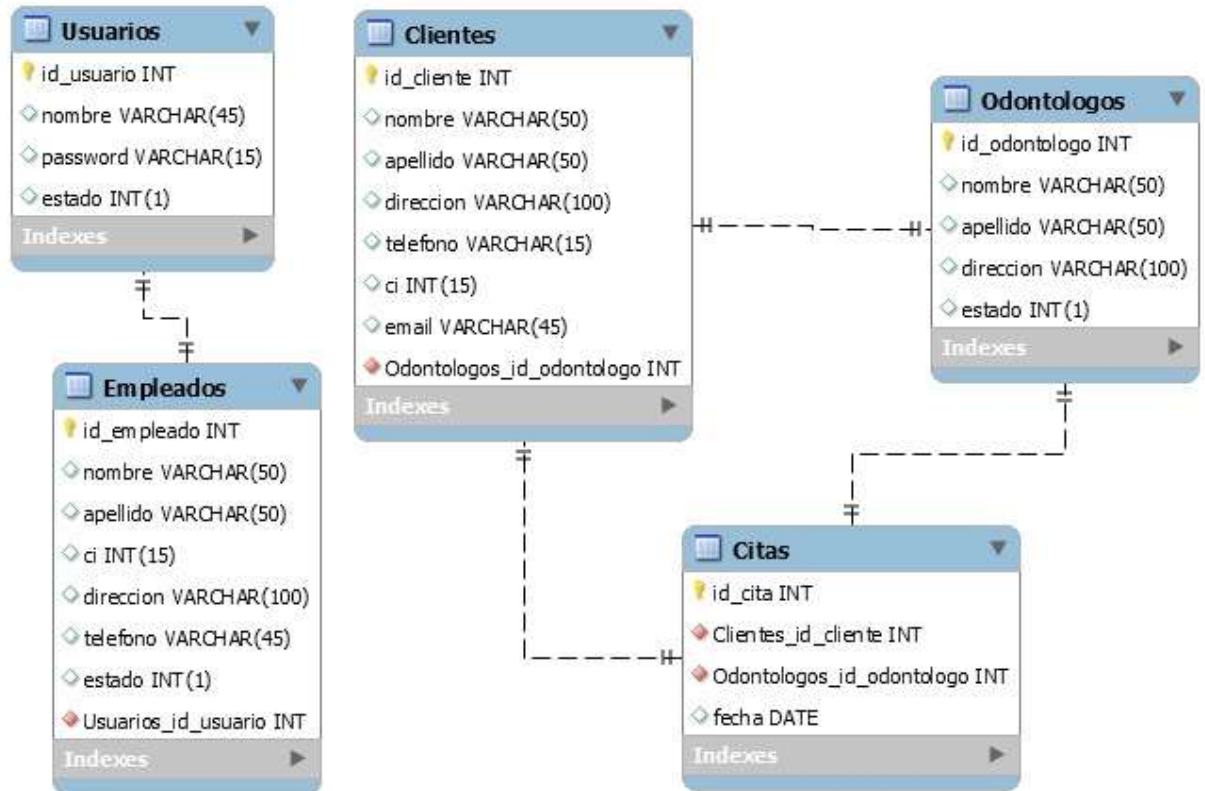 Usuarios
id_usuario INT
nombre VARCHAR(45)
password VARCHAR(15)
estado INT(1)
Indexes
Empleados
id_empleado INT
nombre VARCHAR(50)
apellido VARCHAR(50)
ci INT(15)
direccion VARCHAR(100)
telefono VARCHAR(45)
estado INT(1)
Usuarios_id_usuario INT
Indexes
Clientes
id_cliente INT
nombre VARCHAR(50)
apellido VARCHAR(50)
direccion VARCHAR(100)
telefono VARCHAR(15)
ci INT(15)
email VARCHAR(45)
Odontologos_id_odontologo INT
Indexes
Odontologos
id_odontologo INT
nombre VARCHAR(50)
apellido VARCHAR(50)
direccion VARCHAR(100)
estado INT(1)
Indexes
Citas
id_cita INT
Clientes_id_cliente INT
Odontologos_id_odontologo INT
fecha DATE
Indexes